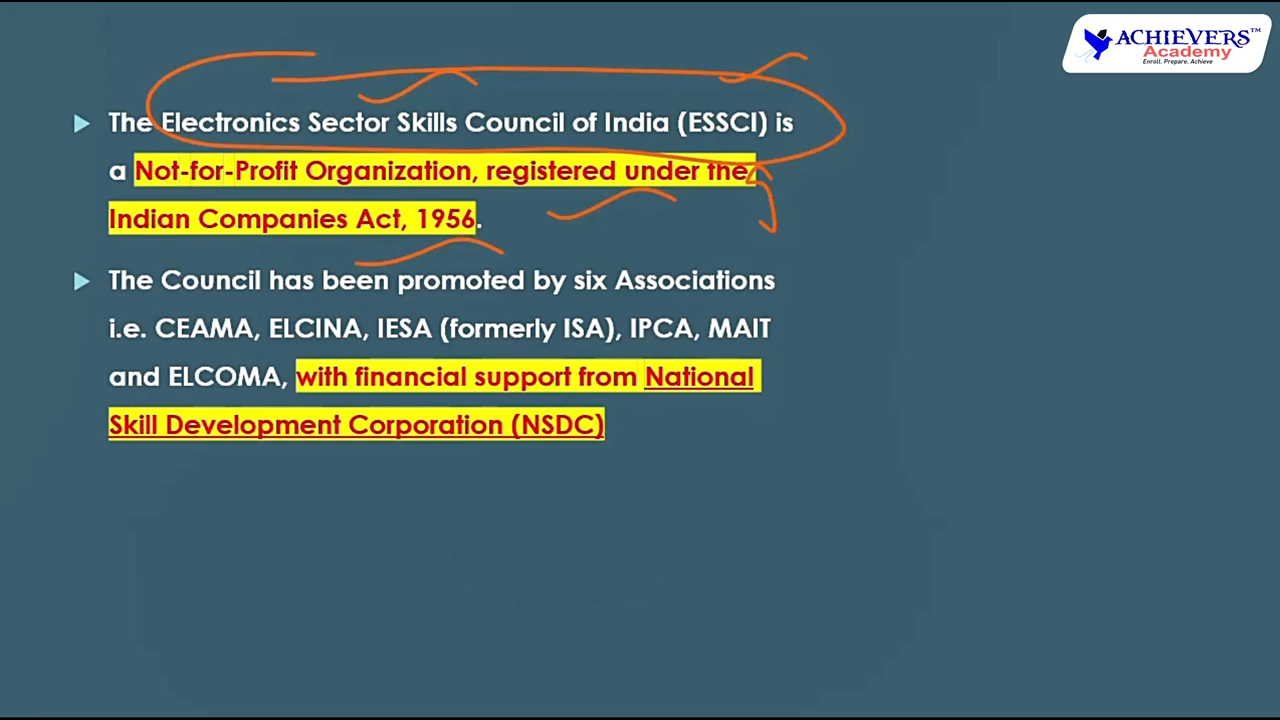 ACHIEVERS™
Academy
Enroll. Prepare. Achieve
The Electronics Sector Skills Council of India (ESSCI) is
a Not-for-Profit Organization, registered under the
Indian Companies Act, 1956.
The Council has been promoted by six Associations
i.e. CEAMA, ELCINA, IESA (formerly ISA), IPCA, MAIT
and ELCOMA, with financial support from National
Skill Development Corporation (NSDC)